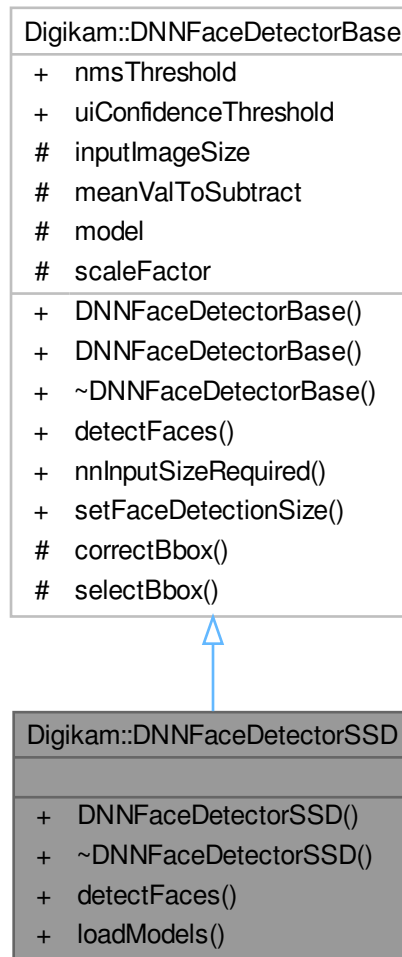 Digikam::DNNFaceDetectorBase
+ nmsThreshold
+ uiConfidenceThreshold
# inputImageSize
# meanValToSubtract
# model
# scaleFactor
+ DNNFaceDetectorBase()
+ DNNFaceDetectorBase()
+ ~DNNFaceDetectorBase()
+ detectFaces()
+ nnInputSizeRequired()
+ setFaceDetectionSize()
# correctBbox()
# selectBbox()
Digikam::DNNFaceDetectorSSD
+ DNNFaceDetectorSSD()
+ ~DNNFaceDetectorSSD()
+ detectFaces()
+ loadModels()